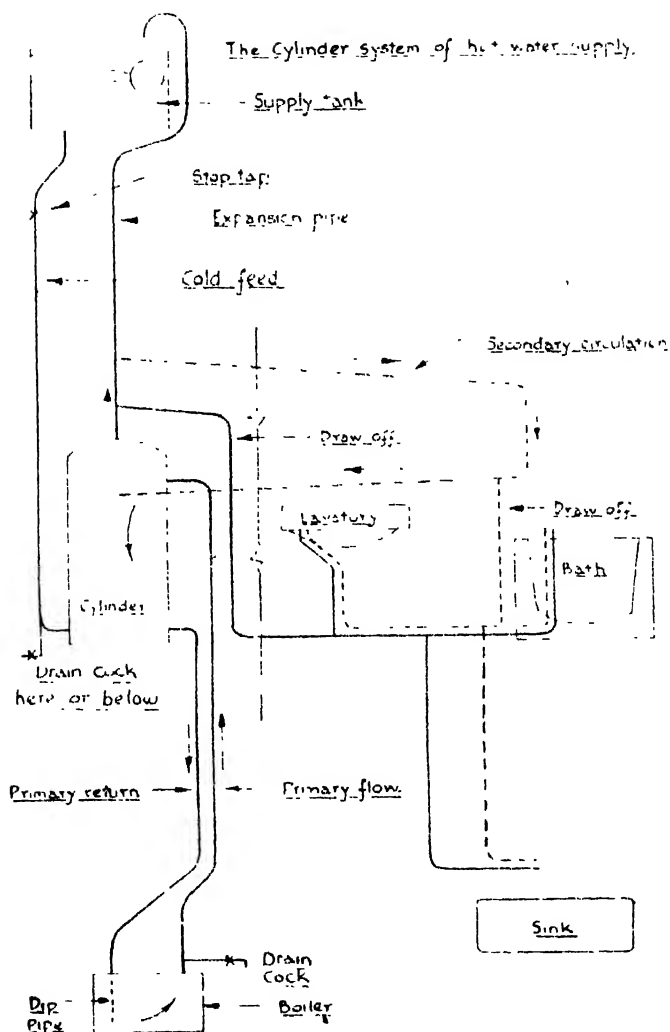 The Cylinder system of hot water supply.
Supply tank
Stop tap
Expansion pipe
Cold feed
Secondary circulation
Draw off
Lavatory
Draw off
Bath
Cylinder
Drain Cock
here or below
Primary return
Primary flow.
Sink
Drain
Cock
Dip
pipe
Boiler